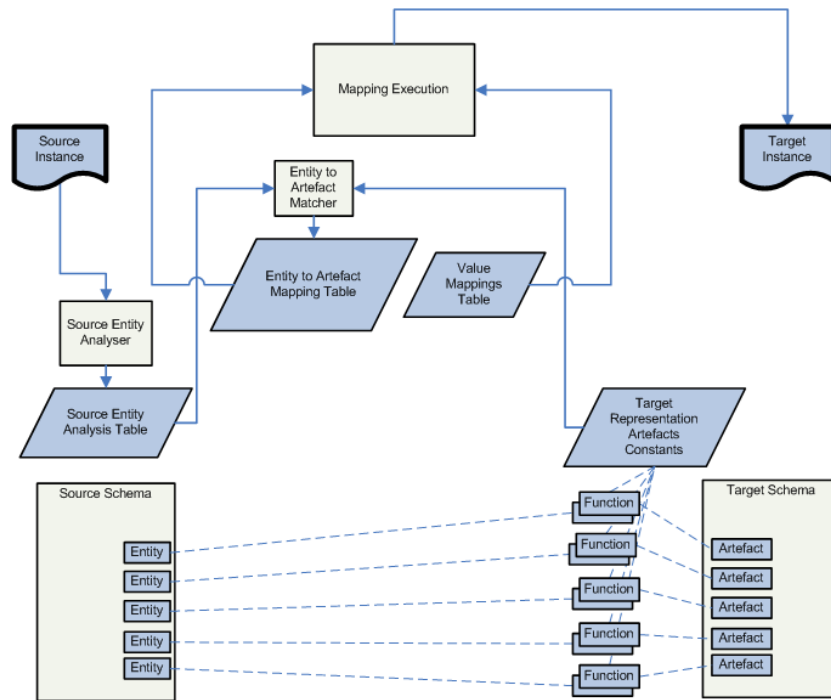 Mapping Execution
Source
Instance
Target
Instance
Entity to
Artefact
Matcher
Entity to Artefact
Mapping Table
Value
Mappings
Table
Source Entity
Analyser
Source Entity
Analysis Table
Target
Representation
Artefacts
Constants
Source Schema
Target Schema
Function
Entity
Artefact
Function
Entity
Artefact
Function
Entity
Artefact
Function
Entity
Artefact
Function
Entity
Artefact